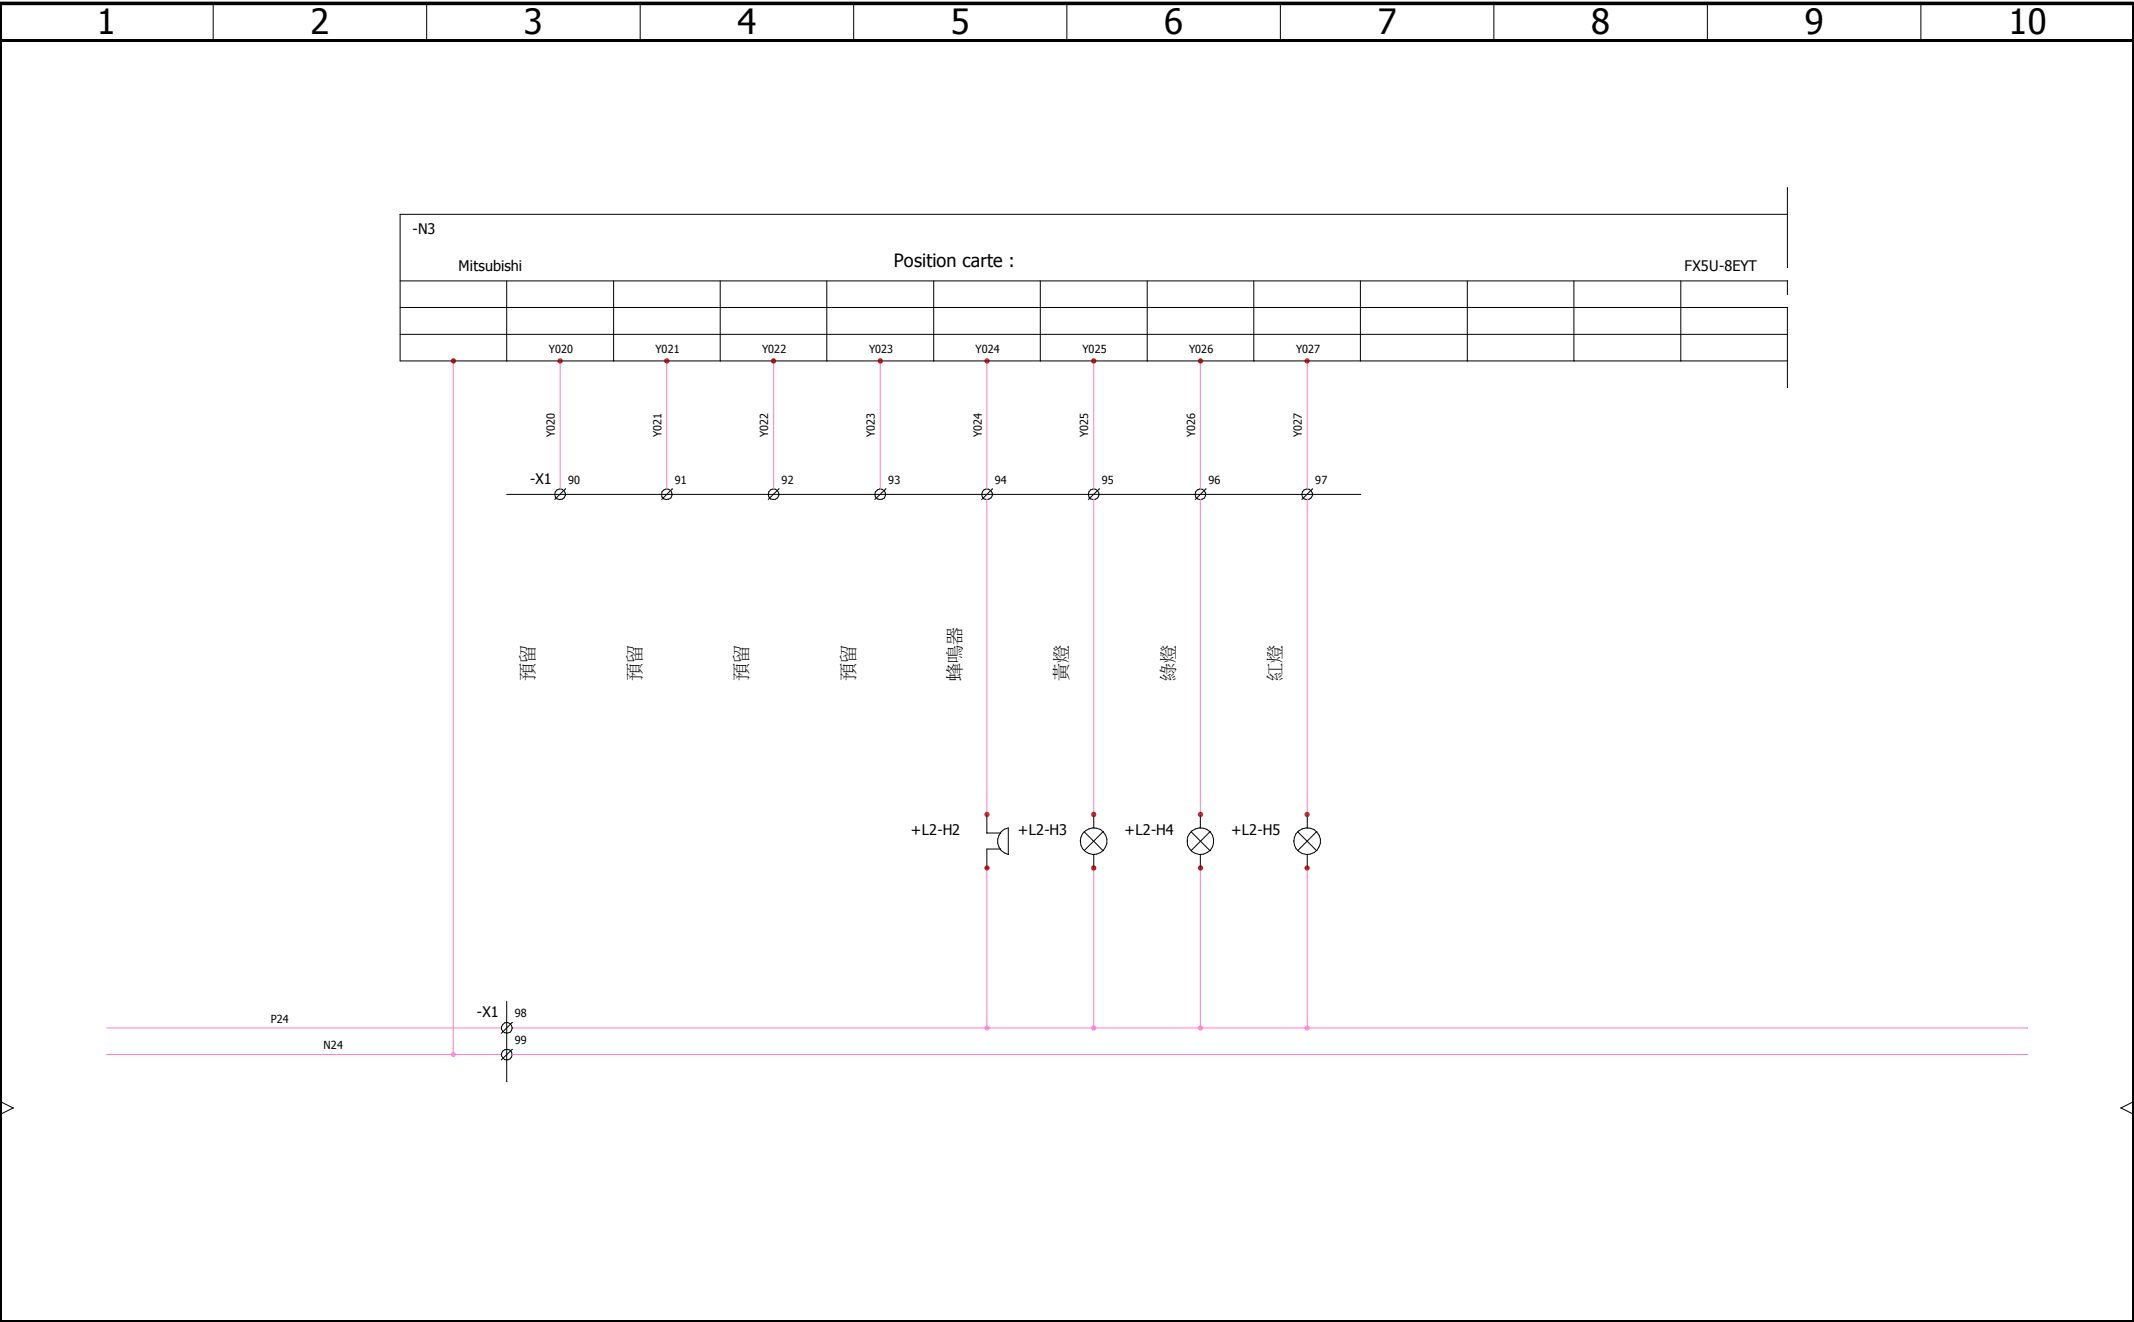 1 2 3 4 5 6 7 8 9 10
-N3
Mitsubishi Position carte : FX5U-8EYT
Y020 Y021 Y022 Y023 Y024 Y025 Y026 Y027
Y020 Y021 Y022 Y023 Y024 Y025 Y026 Y027
-X1 90 91 92 93 94 95 96 97
預留 預留 預留 預留 蜂鳴器 黃燈 綠燈 紅燈
+L2-H2 +L2-H3 +L2-H4 +L2-H5
-X1 98
P24
99
N24